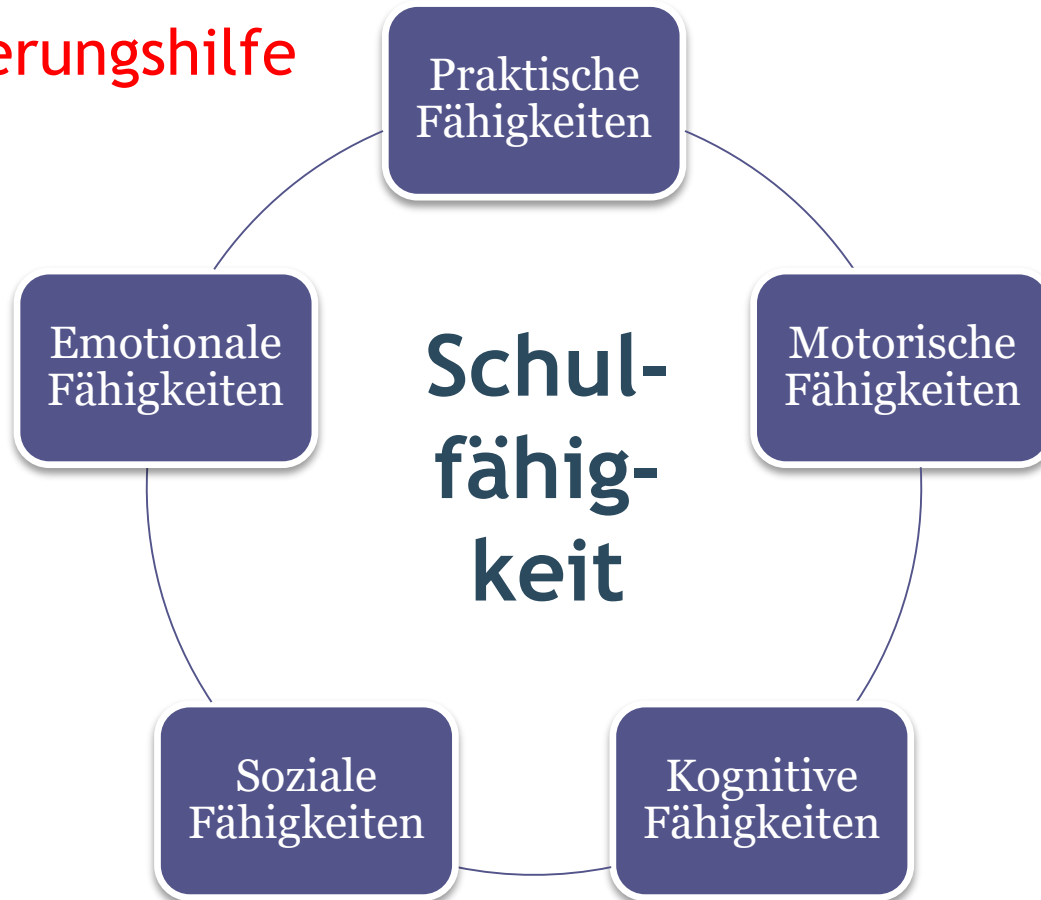 erungshilfe
Praktische
Fähigkeiten
Emotionale
Fähigkeiten
Schul-
fähig-
keit
Motorische
Fähigkeiten
Soziale
Fähigkeiten
Kognitive
Fähigkeiten